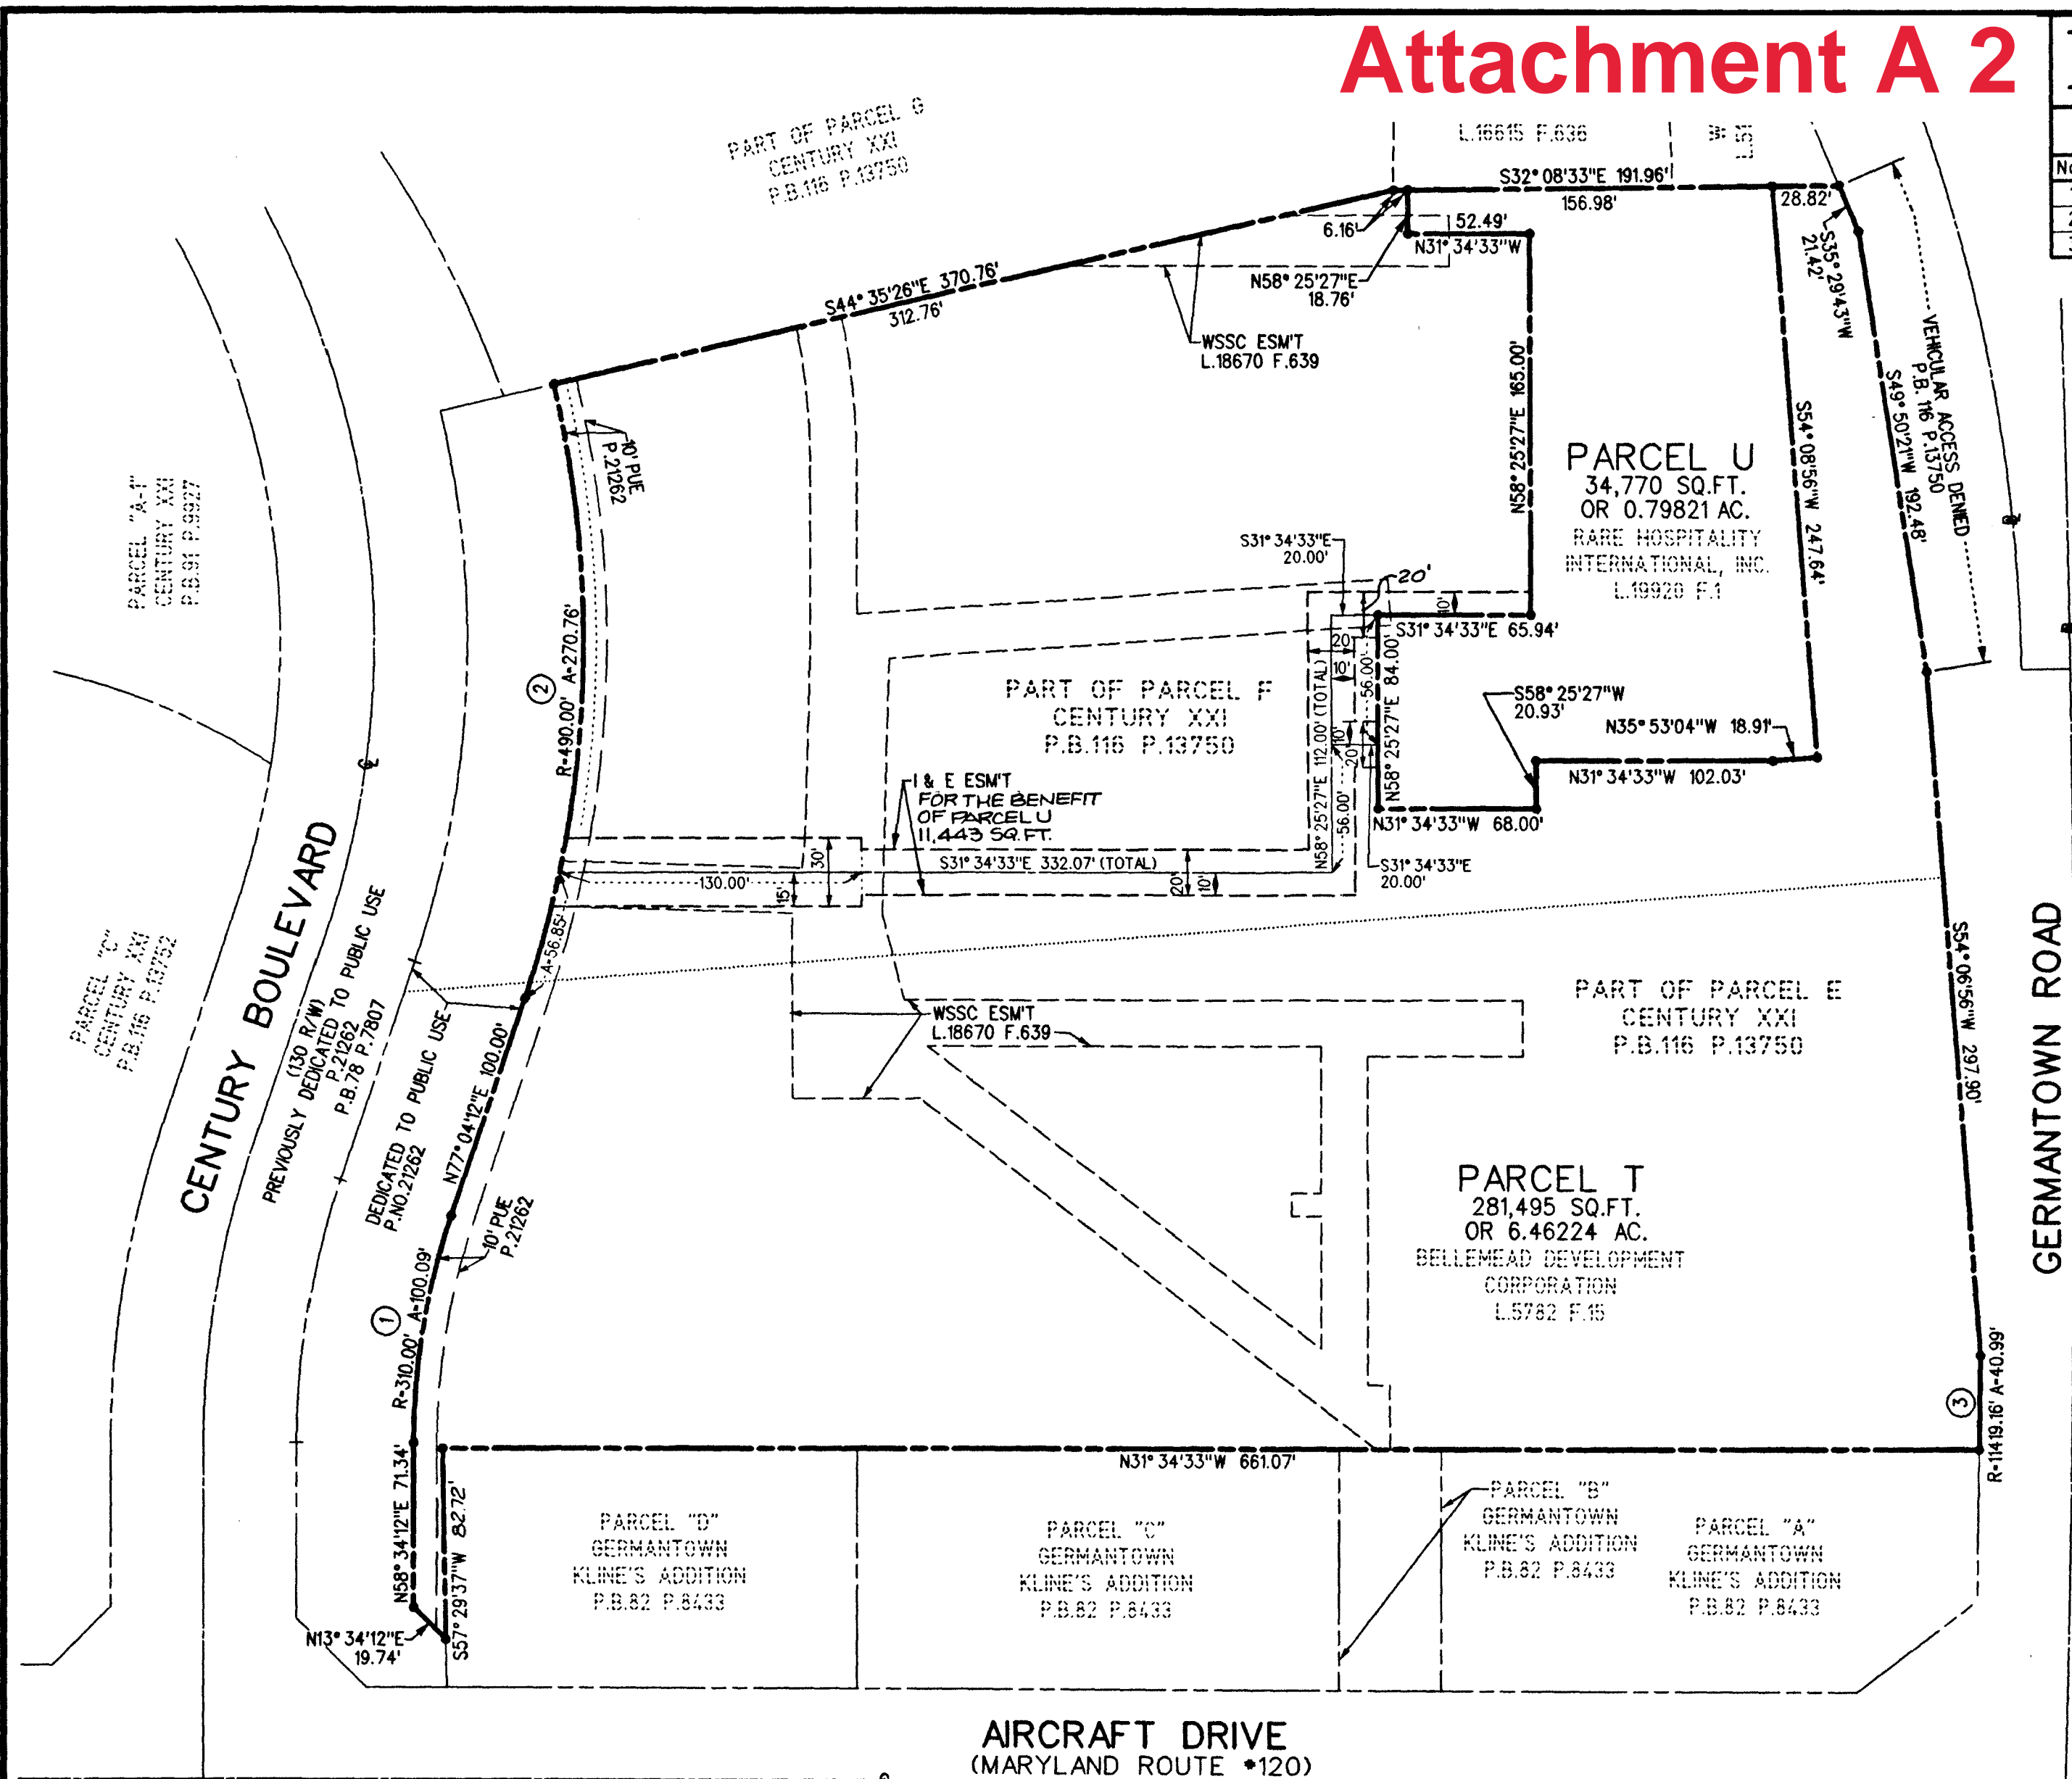 Attachment A 2
PART OF PARCEL G
CENTURY XXI
P.B.116 P.13750
L.16615 F.636
S32° 08'33"E 191.96'
156.98'
28.82'
6.16'
52.49'
N31° 34'33"W
N58° 25'27"E
18.76'
S35° 29'43"W
21.42'
S44° 35'26"E 370.76'
312.76'
WSSC ESM'T
L.18670 F.639
VEHICULAR ACCESS DENIED
P.B. 116 P.13750
S49° 50'21"W 192.48'
10' PUE
P.21262
N58° 25'27"E 165.00'
PARCEL U
34,770 SQ.FT.
OR 0.79821 AC.
RARE HOSPITALITY
INTERNATIONAL, INC.
L.19920 F.1
S54° 08'56"W 247.64'
PARCEL "A-1"
CENTURY XXI
P.B.91 P.9927
S31° 34'33"E
20.00'
20'
10'
S31° 34'33"E 65.94'
20'
10'
56.00'
N58° 25'27"E 84.00'
N58° 25'27"E 112.00' (TOTAL)
10'
20'
56.00'
S31° 34'33"E
20.00'
R=490.00' A=270.76'
2
PART OF PARCEL F
CENTURY XXI
P.B.116 P.13750
S58° 25'27"W
20.93'
N35° 53'04"W 18.91'
N31° 34'33"W 102.03'
N31° 34'33"W 68.00'
I & E ESM'T
FOR THE BENEFIT
OF PARCEL U
11,443 SQ.FT.
S31° 34'33"E 332.07' (TOTAL)
130.00'
15'
30'
20'
10'
A=56.85'
CENTURY BOULEVARD
(130 R/W)
PREVIOUSLY DEDICATED TO PUBLIC USE
P.21262
P.B.78 P.7807
PARCEL "C"
CENTURY XXI
P.B.116 P.13752
DEDICATED TO PUBLIC USE
P.NO.21262
N77° 04'12"E 100.00'
WSSC ESM'T
L.18670 F.639
PART OF PARCEL E
CENTURY XXI
P.B.116 P.13750
S54° 06'56"W 297.90'
GERMANTOWN ROAD
10' PUE
P.21262
PARCEL T
281,495 SQ.FT.
OR 6.46224 AC.
BELLEMEAD DEVELOPMENT
CORPORATION
L.5782 F.15
1
R=310.00' A=100.09'
3
R=11419.16' A=40.99'
N31° 34'33"W 661.07'
N58° 34'12"E 71.34'
S57° 29'37"W 82.72'
N13° 34'12"E
19.74'
PARCEL "D"
GERMANTOWN
KLINE'S ADDITION
P.B.82 P.8433
PARCEL "C"
GERMANTOWN
KLINE'S ADDITION
P.B.82 P.8433
PARCEL "B"
GERMANTOWN
KLINE'S ADDITION
P.B.82 P.8433
PARCEL "A"
GERMANTOWN
KLINE'S ADDITION
P.B.82 P.8433
AIRCRAFT DRIVE
(MARYLAND ROUTE #120)